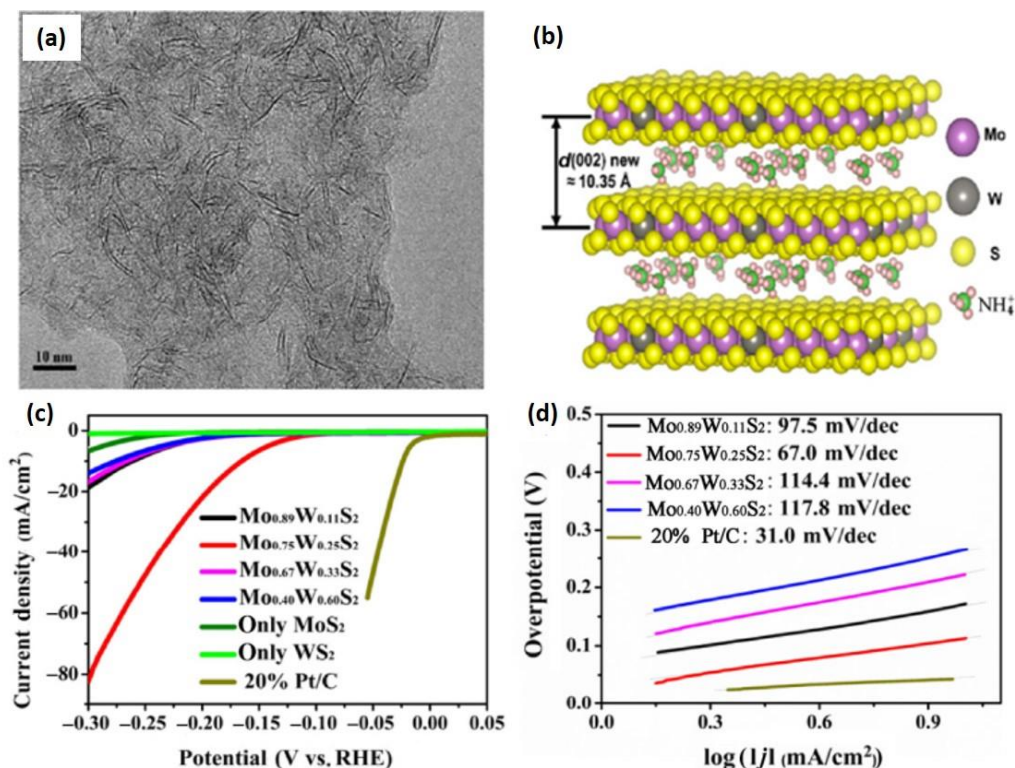 (a)
10 nm
(b)
d(002) new
≈ 10.35 Å
Mo
W
S
NH₄⁺
(c)
Current density (mA/cm²)
0
–20
–40
–60
–80
Mo₀.₈₉W₀.₁₁S₂
Mo₀.₇₅W₀.₂₅S₂
Mo₀.₆₇W₀.₃₃S₂
Mo₀.₄₀W₀.₆₀S₂
Only MoS₂
Only WS₂
20% Pt/C
–0.30 –0.25 –0.20 –0.15 –0.10 –0.05 0.00 0.05
Potential (V vs. RHE)
(d)
Overpotential (V)
0.5
0.4
0.3
0.2
0.1
0.0
Mo₀.₈₉W₀.₁₁S₂: 97.5 mV/dec
Mo₀.₇₅W₀.₂₅S₂: 67.0 mV/dec
Mo₀.₆₇W₀.₃₃S₂: 114.4 mV/dec
Mo₀.₄₀W₀.₆₀S₂: 117.8 mV/dec
20% Pt/C: 31.0 mV/dec
0.0 0.3 0.6 0.9
log (|j| (mA/cm²)